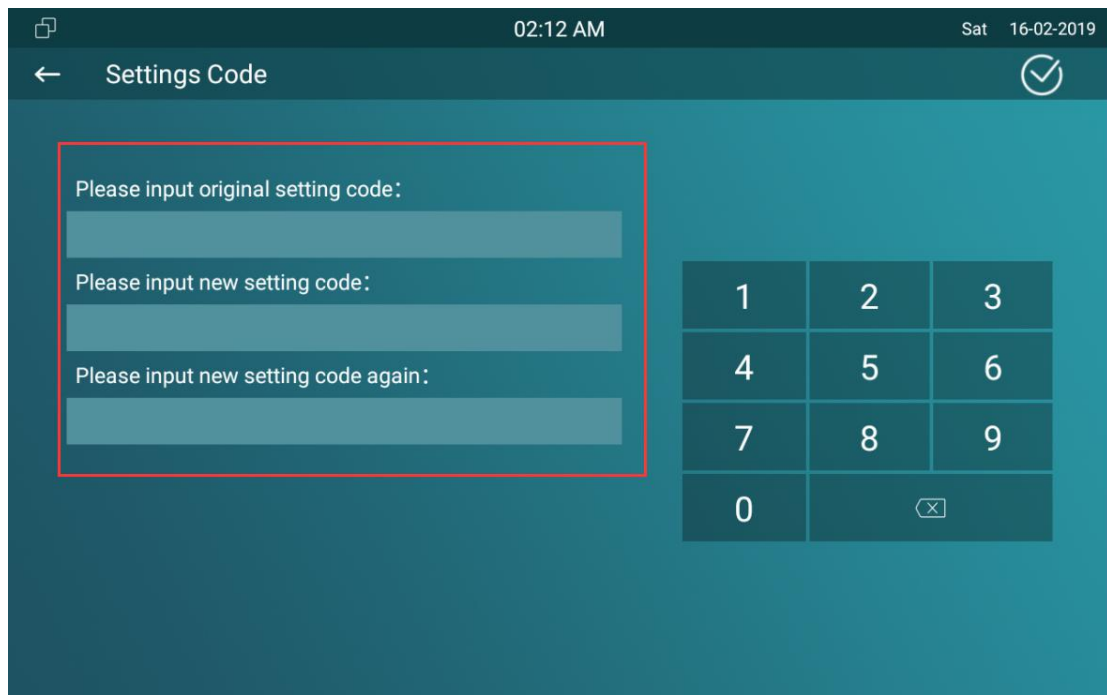 02:12 AM Sat 16-02-2019
Settings Code
Please input original setting code：
Please input new setting code：
Please input new setting code again：
1 2 3
4 5 6
7 8 9
0